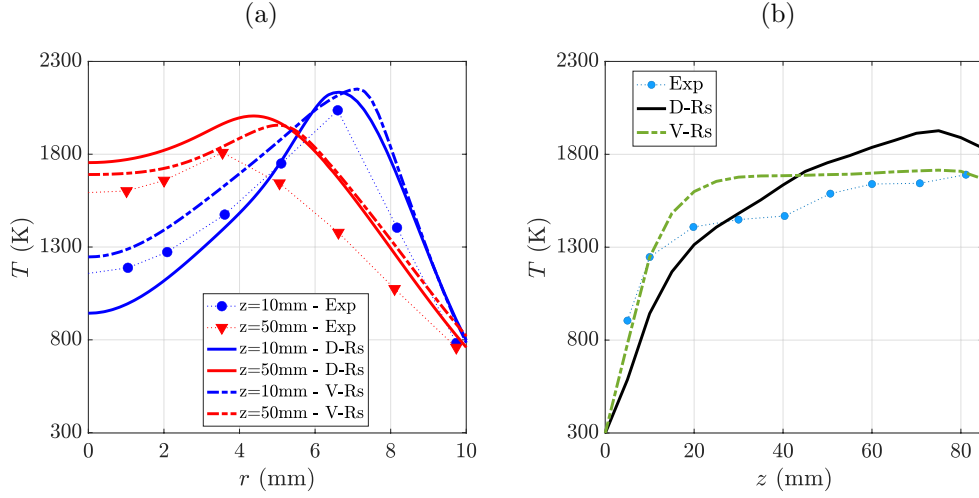 (a)
2300
1800
1300
800
300
T (K)
z=10mm - Exp
z=50mm - Exp
z=10mm - D-Rs
z=50mm - D-Rs
z=10mm - V-Rs
z=50mm - V-Rs
0 2 4 6 8 10
r (mm)
(b)
2300
1800
1300
800
300
T (K)
Exp
D-Rs
V-Rs
0 20 40 60 80
z (mm)